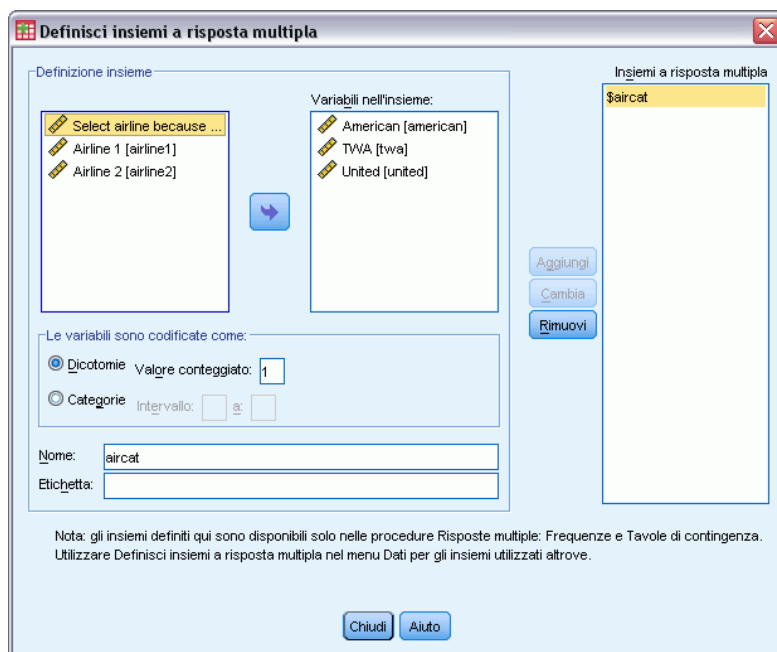 Definisci insiemi a risposta multipla
Definizione insieme
Select airline because ...
Airline 1 [airline1]
Airline 2 [airline2]
Variabili nell'insieme:
American [american]
TWA [twa]
United [united]
Le variabili sono codificate come:
Dicotomie Valore conteggiato: 1
Categorie Intervallo: a:
Nome: aircat
Etichetta:
Insiemi a risposta multipla
$aircat
Aggiungi
Cambia
Rimuovi
Nota: gli insiemi definiti qui sono disponibili solo nelle procedure Risposte multiple: Frequenze e Tavole di contingenza.
Utilizzare Definisci insiemi a risposta multipla nel menu Dati per gli insiemi utilizzati altrove.
Chiudi Aiuto